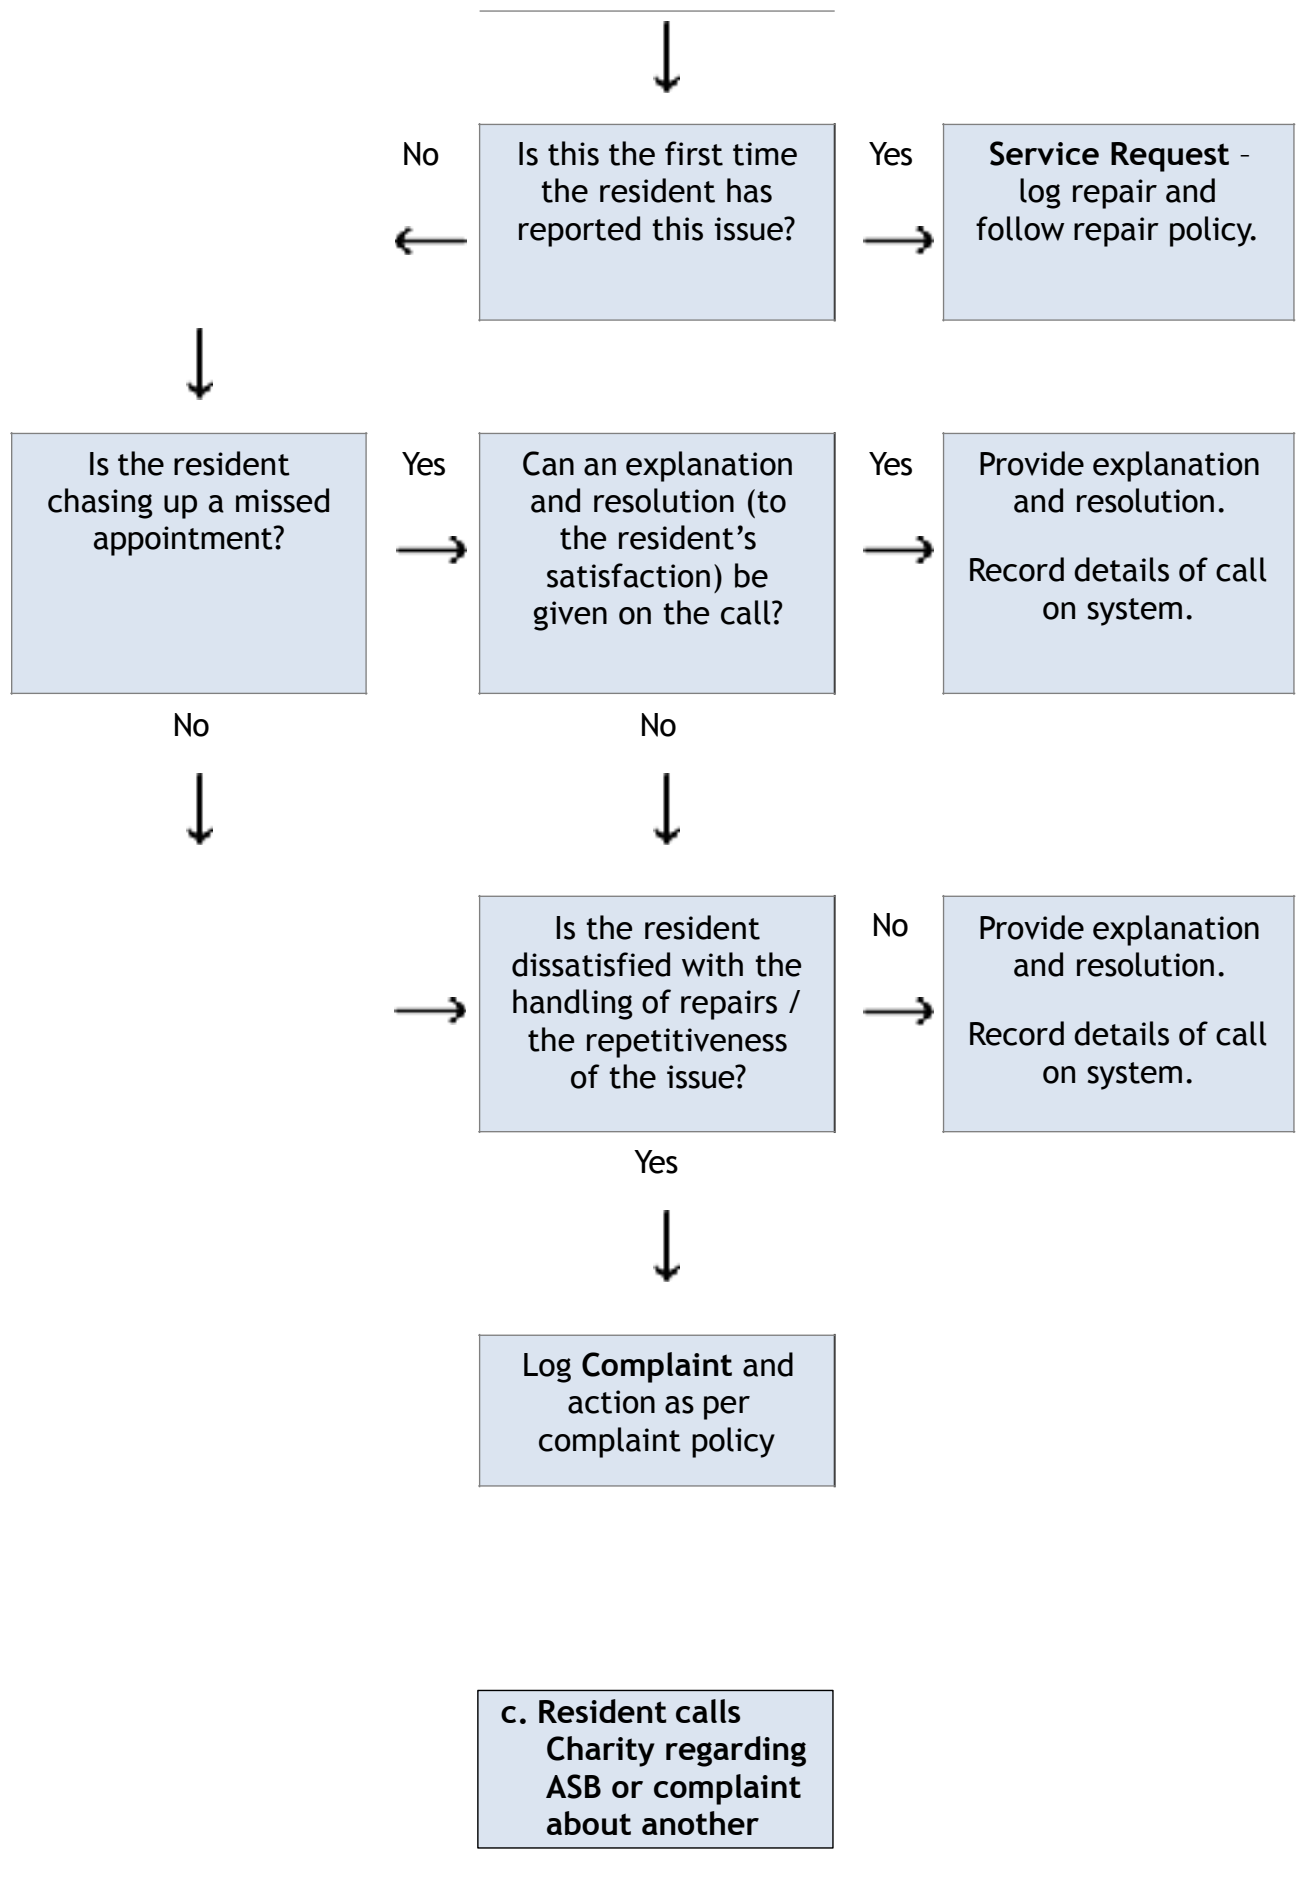 No
Is this the first time
the resident has
reported this issue?
Yes
Service Request –
log repair and
follow repair policy.
Is the resident
chasing up a missed
appointment?
Yes
Can an explanation
and resolution (to
the resident’s
satisfaction) be
given on the call?
Yes
Provide explanation
and resolution.
Record details of call
on system.
No
No
Is the resident
dissatisfied with the
handling of repairs /
the repetitiveness
of the issue?
No
Provide explanation
and resolution.
Record details of call
on system.
Yes
Log Complaint and
action as per
complaint policy
c. Resident calls
Charity regarding
ASB or complaint
about another